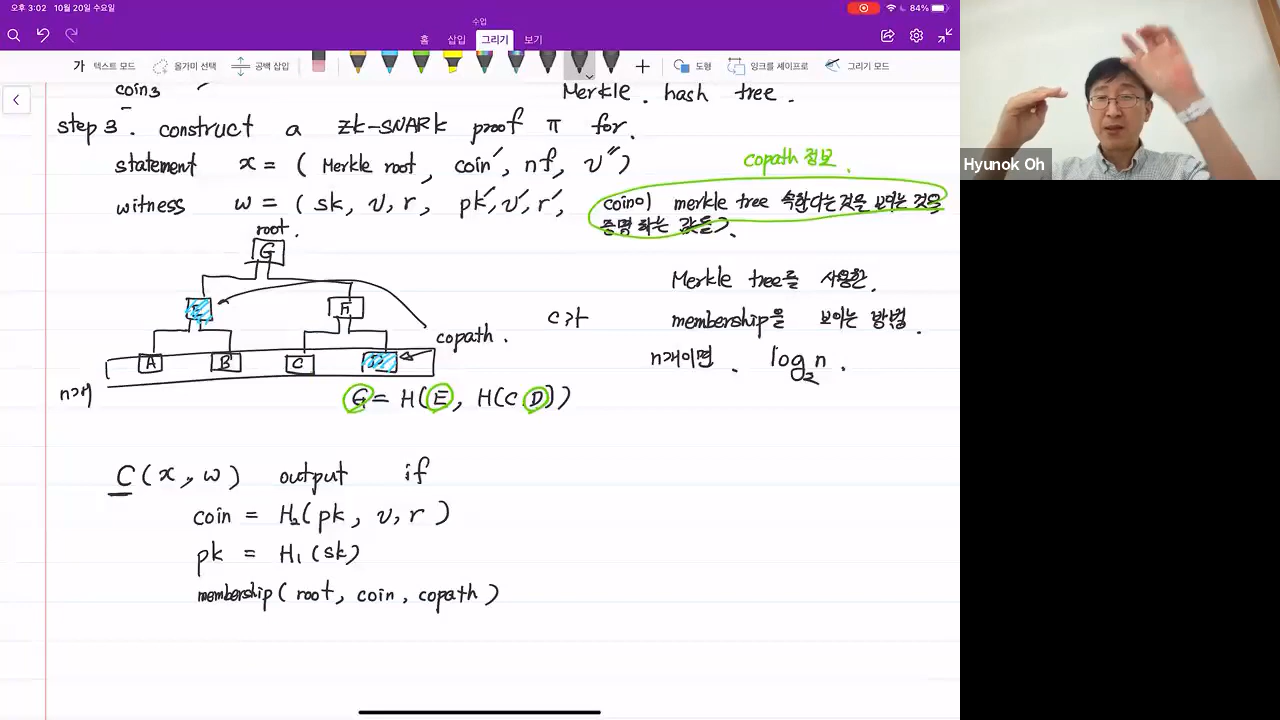 오후 3:02 10월 20일 수요일
84%
수업
홈 삽입 그리기 보기
가 텍스트 모드 올가미 선택 공백 삽입 도형 잉크를 셰이프로 그리기 모드
coin3
Merkle . hash tree .
step 3 . construct a zk-SNARK proof π for.
statement x = ( Merkle root , coin′ , nf , v″ )
copath 정보 .
witness w = ( sk , v , r , pk′, v′, r′ , coin이 merkle tree 속한다는것을 보이는 것을
증명 하는 값들 ) .
root .
G
Merkle tree를 사용한 .
membership을 보이는 방법 .
C가
copath .
A B C
n개이면 . log₂n .
n개
G = H( E , H(C D) )
C (x , w) output if
coin = H₂( pk , v, r )
pk = H₁ (sk)
membership ( root , coin , copath )
Hyunok Oh